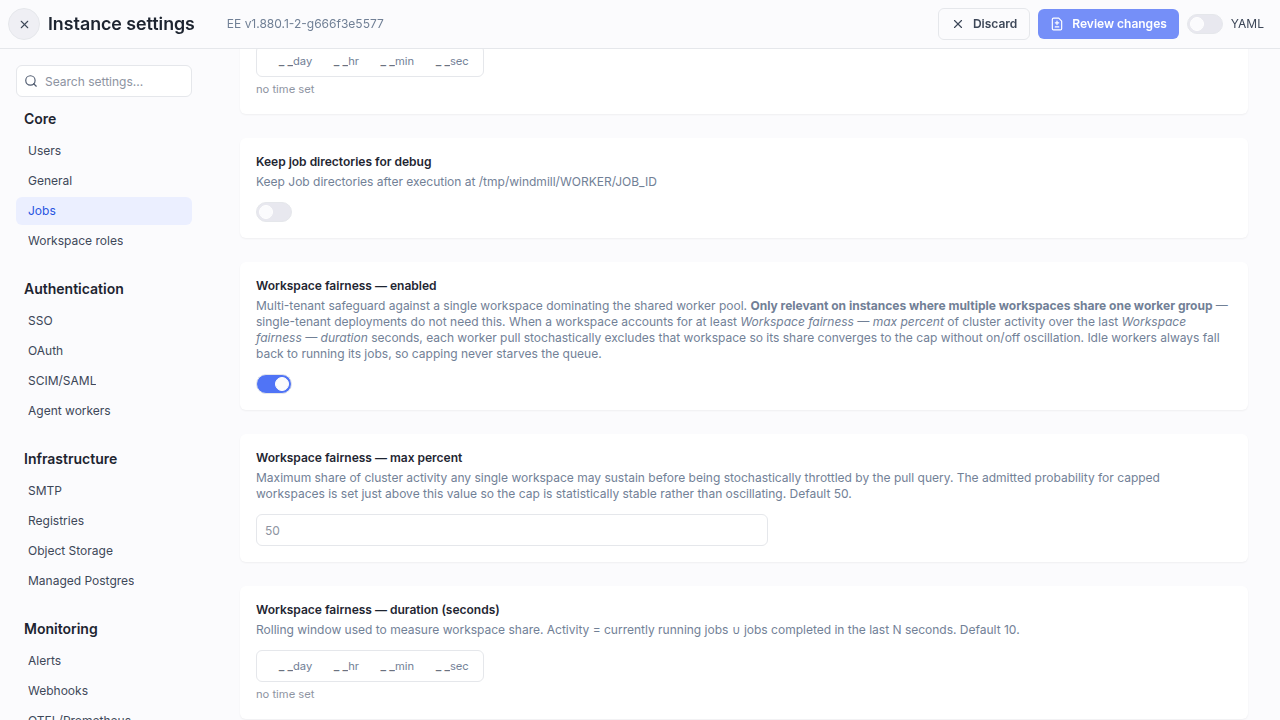 Instance settings
EE v1.880.1-2-g666f3e5577
Discard
Review changes
YAML
Search settings...
Core
Users
General
Jobs
Workspace roles
Authentication
SSO
OAuth
SCIM/SAML
Agent workers
Infrastructure
SMTP
Registries
Object Storage
Managed Postgres
Monitoring
Alerts
Webhooks
OTEL/Prometheus
_ _day _ _hr _ _min _ _sec
no time set
Keep job directories for debug
Keep Job directories after execution at /tmp/windmill/WORKER/JOB_ID
Workspace fairness — enabled
Multi-tenant safeguard against a single workspace dominating the shared worker pool. Only relevant on instances where multiple workspaces share one worker group —
single-tenant deployments do not need this. When a workspace accounts for at least Workspace fairness — max percent of cluster activity over the last Workspace
fairness — duration seconds, each worker pull stochastically excludes that workspace so its share converges to the cap without on/off oscillation. Idle workers always fall
back to running its jobs, so capping never starves the queue.
Workspace fairness — max percent
Maximum share of cluster activity any single workspace may sustain before being stochastically throttled by the pull query. The admitted probability for capped
workspaces is set just above this value so the cap is statistically stable rather than oscillating. Default 50.
50
Workspace fairness — duration (seconds)
Rolling window used to measure workspace share. Activity = currently running jobs ∪ jobs completed in the last N seconds. Default 10.
_ _day _ _hr _ _min _ _sec
no time set